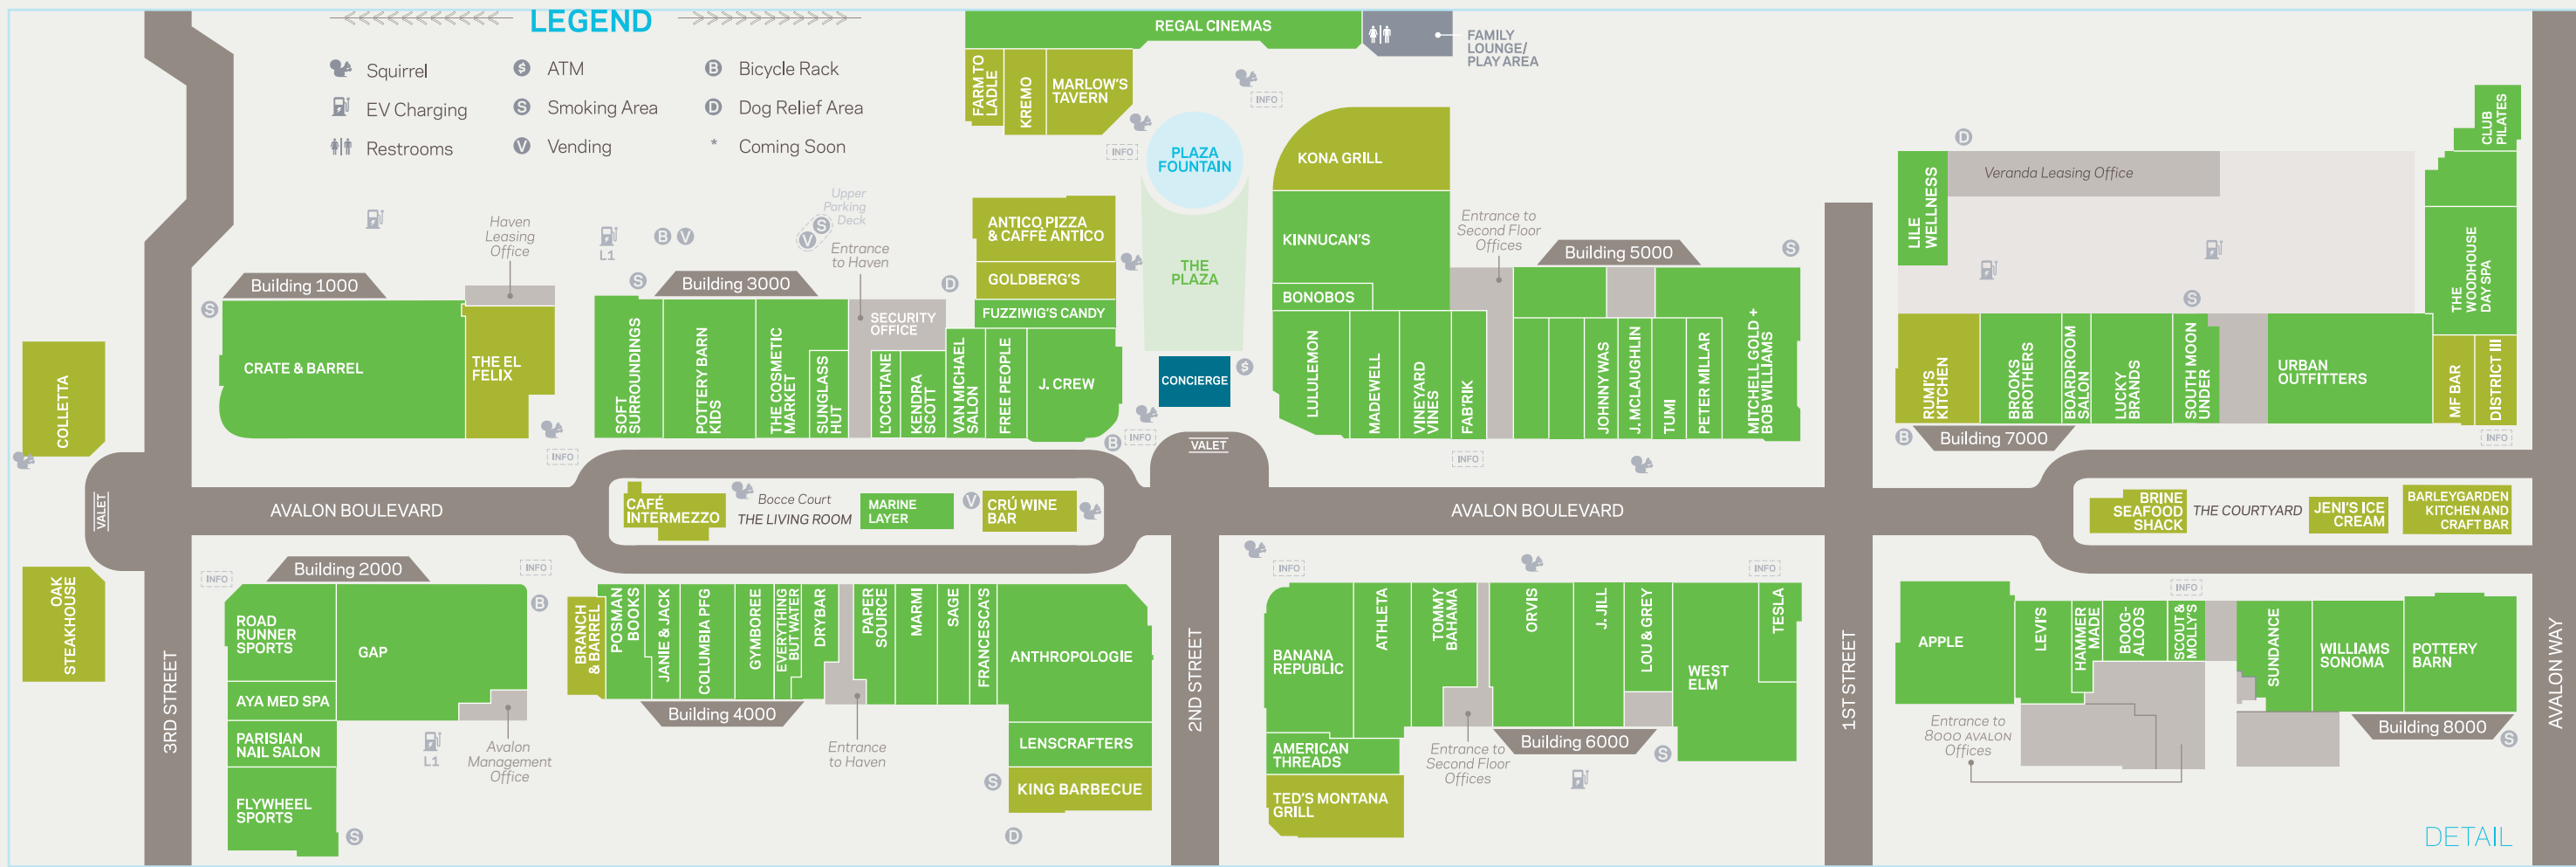 LEGEND
Squirrel
EV Charging
Restrooms
$ ATM
S Smoking Area
V Vending
B Bicycle Rack
D Dog Relief Area
* Coming Soon
REGAL CINEMAS
FAMILY
LOUNGE/
PLAY AREA
FARM TO
LADLE
KREMO
MARLOW'S
TAVERN
INFO
INFO
PLAZA
FOUNTAIN
THE
PLAZA
CONCIERGE
$
KONA GRILL
KINNUCAN'S
BONOBOS
Entrance to
Second Floor
Offices
Building 5000
S
LULULEMON
MADEWELL
VINEYARD
VINES
FAB'RIK
JOHNNY WAS
J. MCLAUGHLIN
TUMI
PETER MILLAR
MITCHELL GOLD +
BOB WILLIAMS
INFO
D
Veranda Leasing Office
LILE
WELLNESS
CLUB
PILATES
THE
WOODHOUSE
DAY SPA
S
RUMI'S
KITCHEN
BROOKS
BROTHERS
BOARDROOM
SALON
LUCKY
BRANDS
SOUTH MOON
UNDER
URBAN
OUTFITTERS
MF BAR
DISTRICT III
B
Building 7000
INFO
Haven
Leasing
Office
Building 1000
S
CRATE & BARREL
THE EL
FELIX
INFO
COLLETTA
L1
B
V
Upper
Parking
Deck
S
V
Entrance
to Haven
S
Building 3000
D
SECURITY
OFFICE
SOFT
SURROUNDINGS
POTTERY BARN
KIDS
THE COSMETIC
MARKET
SUNGLASS
HUT
L'OCCITANE
KENDRA
SCOTT
VAN MICHAEL
SALON
FREE PEOPLE
J. CREW
ANTICO PIZZA
& CAFFÈ ANTICO
GOLDBERG'S
FUZZIWIG'S CANDY
INFO
B
VALET
VALET
AVALON BOULEVARD
CAFÉ
INTERMEZZO
Bocce Court
THE LIVING ROOM
MARINE
LAYER
V
CRÚ WINE
BAR
AVALON BOULEVARD
BRINE
SEAFOOD
SHACK
THE COURTYARD
JENI'S ICE
CREAM
BARLEYGARDEN
KITCHEN AND
CRAFT BAR
OAK
STEAKHOUSE
3RD STREET
INFO
Building 2000
INFO
B
ROAD
RUNNER
SPORTS
GAP
AYA MED SPA
PARISIAN
NAIL SALON
FLYWHEEL
SPORTS
L1
Avalon
Management
Office
S
BRANCH
& BARREL
POSMAN
BOOKS
JANIE & JACK
COLUMBIA PFG
GYMBOREE
EVERYTHING
BUT WATER
DRYBAR
PAPER
SOURCE
MARMI
SAGE
FRANCESCA'S
ANTHROPOLOGIE
Building 4000
Entrance
to Haven
LENSCRAFTERS
KING BARBECUE
S
D
2ND STREET
INFO
INFO
BANANA
REPUBLIC
ATHLETA
TOMMY
BAHAMA
ORVIS
J. JILL
LOU & GREY
WEST
ELM
TESLA
AMERICAN
THREADS
TED'S MONTANA
GRILL
Entrance to
Second Floor
Offices
Building 6000
S
1ST STREET
INFO
APPLE
LEVI'S
HAMMER
MADE
BOOG-
ALOOS
SCOUT &
MOLLY'S
SUNDANCE
WILLIAMS
SONOMA
POTTERY
BARN
Entrance to
8000 AVALON
Offices
Building 8000
S
AVALON WAY
DETAIL